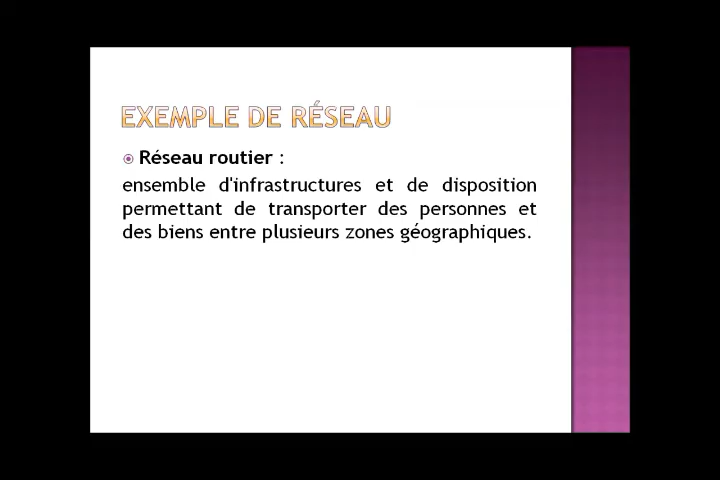 EXEMPLE DE RÉSEAU
Réseau routier :
ensemble d'infrastructures et de disposition
permettant de transporter des personnes et
des biens entre plusieurs zones géographiques.